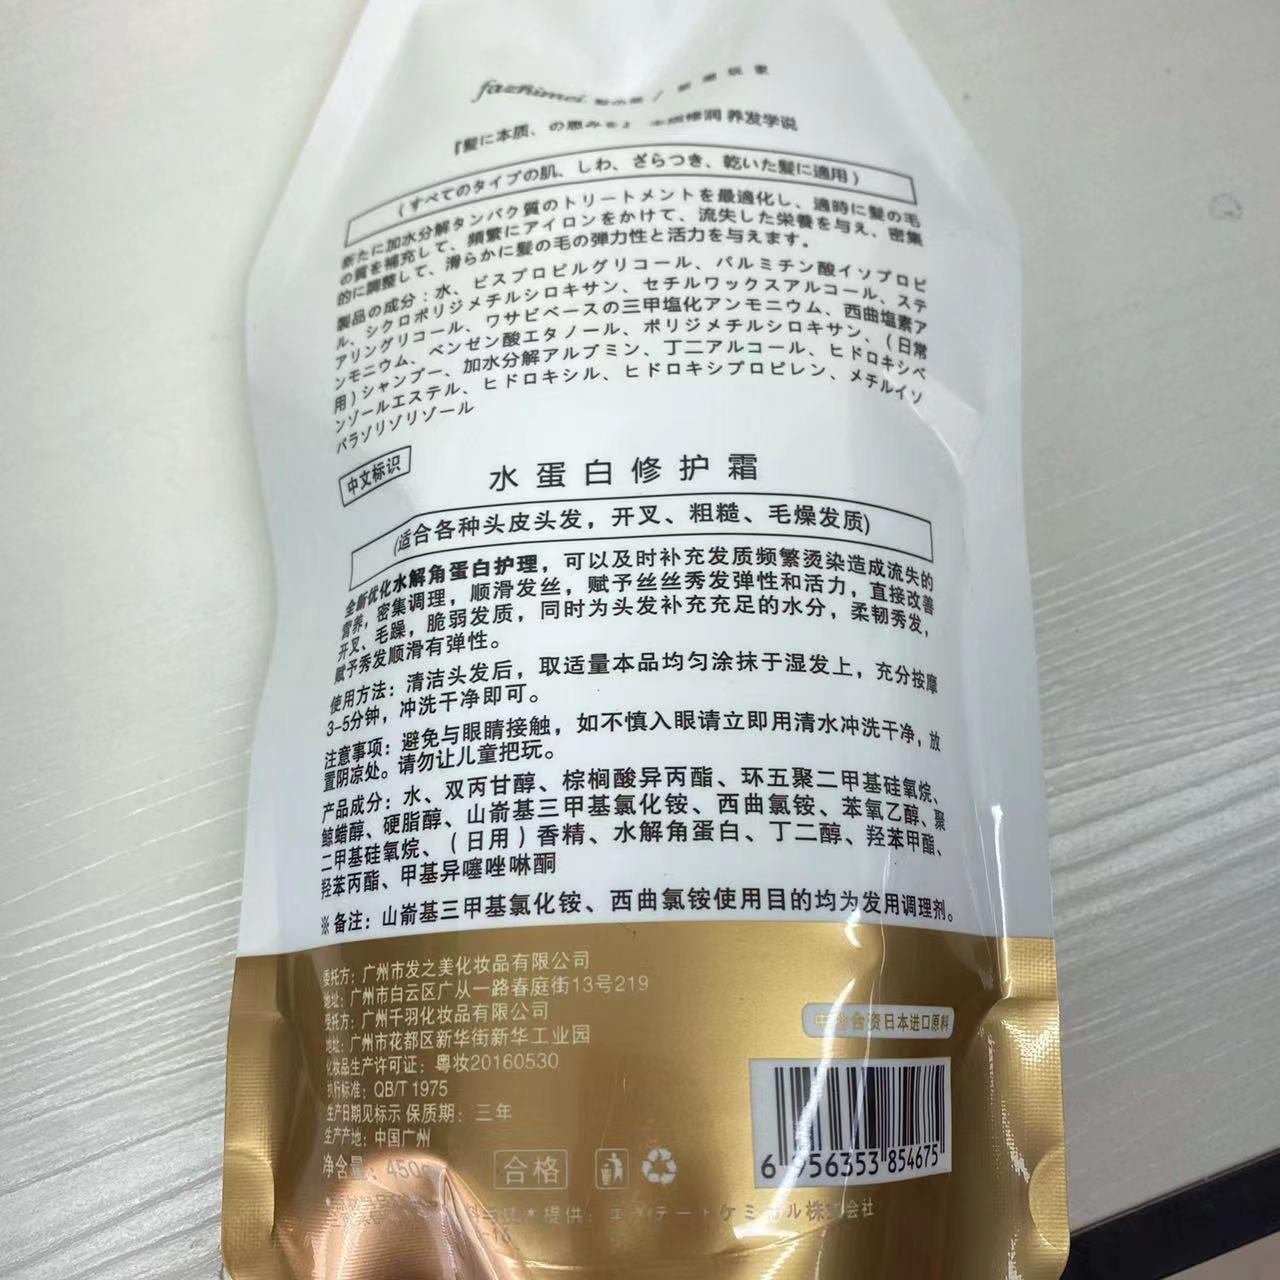 fazhimei
『髪に本质、の恵みを』 本质修润 养发学说
(すべてのタイプの肌、しわ、ざらつき、乾いた髪に適用)
新たに加水分解タンパク質のトリートメントを最適化し、適時に髪の毛
の質を補充して、頻繁にアイロンをかけて、流失した栄養を与え、密集
的に調整して、滑らかに髪の毛の弾力性と活力を与えます。
製品の成分:水、ビスプロピルグリコール、パルミチン酸イソプロピ
ル、シクロポリジメチルシロキサン、セチルワックスアルコール、ステ
アリングリコール、ワサビベースの三甲塩化アンモニウム、西曲塩素ア
ンモニウム、ベンゼン酸エタノール、ポリジメチルシロキサン、(日常
用)シャンプー、加水分解アルブミン、丁二アルコール、ヒドロキシベ
ンゾールエステル、ヒドロキシル、ヒドロキシプロピレン、メチルイソ
パラソリゾリゾール
中文标识
水蛋白修护霜
(适合各种头皮头发，开叉、粗糙、毛燥发质)
全新优化水解角蛋白护理，可以及时补充发质频繁烫染造成流失的
营养，密集调理，顺滑发丝，赋予丝丝秀发弹性和活力，直接改善
开叉、毛躁，脆弱发质，同时为头发补充充足的水分，柔韧秀发，
赋予秀发顺滑有弹性。
使用方法：清洁头发后，取适量本品均匀涂抹于湿发上，充分按摩
3-5分钟，冲洗干净即可。
注意事项：避免与眼睛接触，如不慎入眼请立即用清水冲洗干净，放
置阴凉处。请勿让儿童把玩。
产品成分：水、双丙甘醇、棕榈酸异丙酯、环五聚二甲基硅氧烷、
鲸蜡醇、硬脂醇、山嵛基三甲基氯化铵、西曲氯铵、苯氧乙醇、聚
二甲基硅氧烷、(日用)香精、水解角蛋白、丁二醇、羟苯甲酯、
羟苯丙酯、甲基异噻唑啉酮
※备注：山嵛基三甲基氯化铵、西曲氯铵使用目的均为发用调理剂。
委托方：广州市发之美化妆品有限公司
地址：广州市白云区广从一路春庭街13号219
受托方：广州千羽化妆品有限公司
地址：广州市花都区新华街新华工业园
化妆品生产许可证：粤妆20160530
执行标准：QB/T 1975
生产日期见标示 保质期：三年
生产产地：中国广州
净含量：450g
合格
合资日本进口原料
6 956353 854675
提供：エステートケミカル株式会社